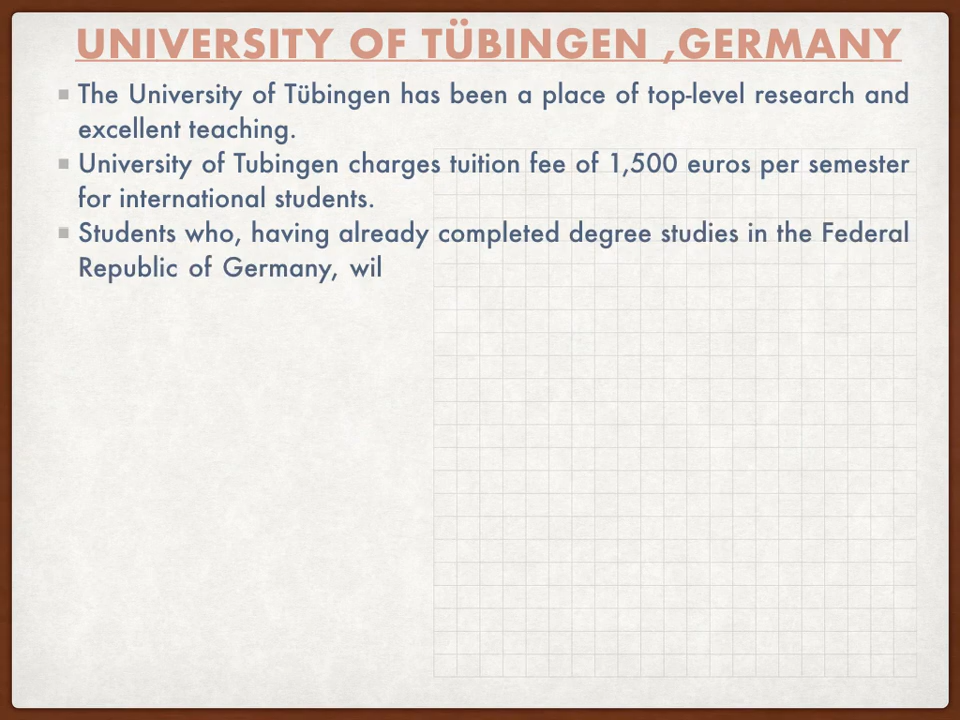 UNIVERSITY OF TÜBINGEN ,GERMANY
The University of Tübingen has been a place of top-level research and
excellent teaching.
University of Tubingen charges tuition fee of 1,500 euros per semester
for international students.
Students who, having already completed degree studies in the Federal
Republic of Germany, wil